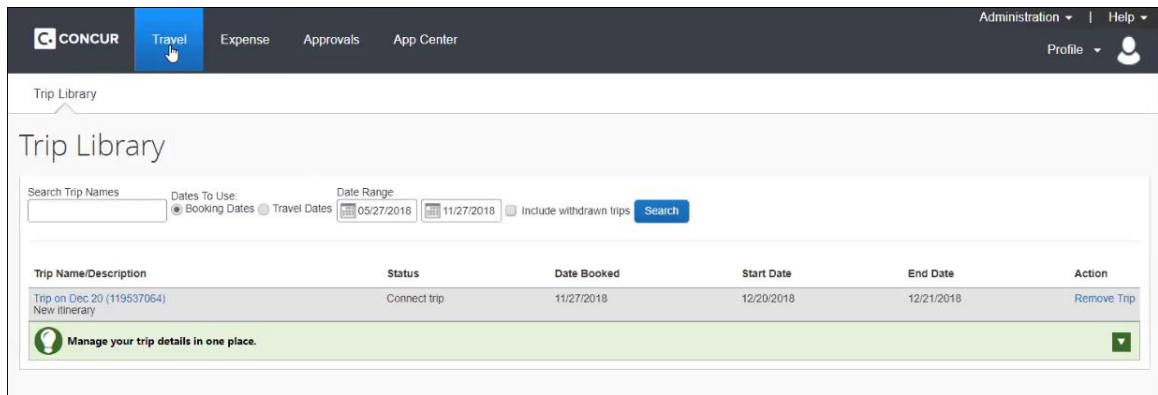 Administration | Help
C. CONCUR Travel Expense Approvals App Center Profile
Trip Library
Trip Library
Search Trip Names Dates To Use: Date Range
Booking Dates Travel Dates 05/27/2018 11/27/2018 Include withdrawn trips Search
Trip Name/Description Status Date Booked Start Date End Date Action
Trip on Dec 20 (119537064) Connect trip 11/27/2018 12/20/2018 12/21/2018 Remove Trip
New itinerary
Manage your trip details in one place.